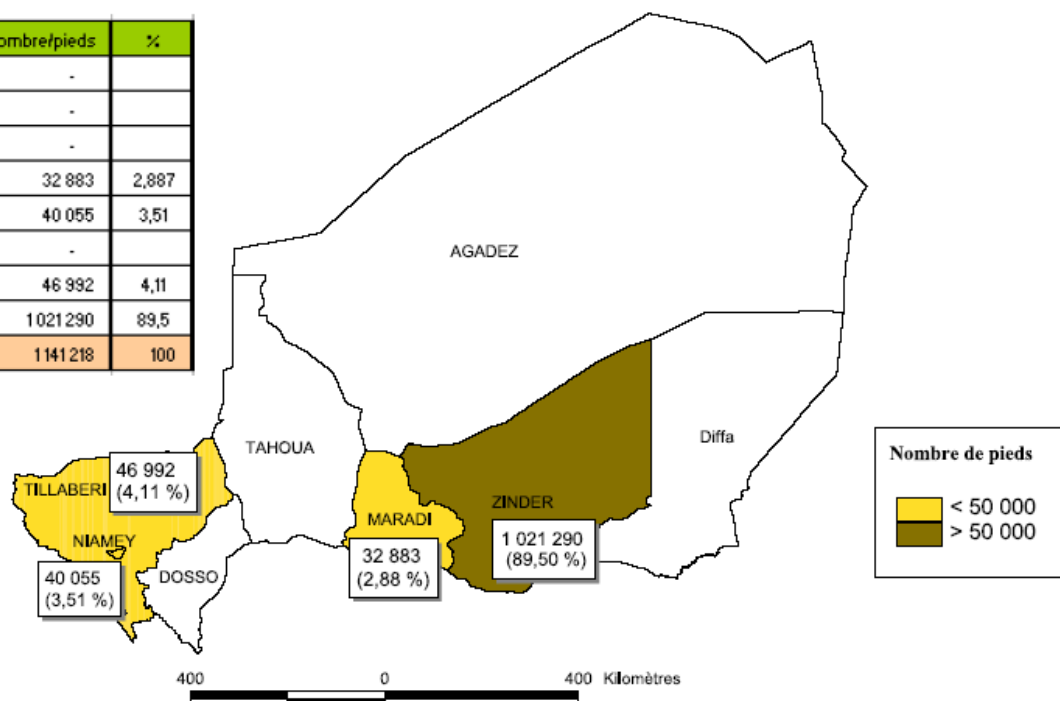 ombre/pieds %
-
-
-
32 883 2,887
40 055 3,51
-
46 992 4,11
1 021 290 89,5
1 141 218 100
AGADEZ
TAHOUA
Diffa
46 992
(4,11 %)
TILLABERI
NIAMEY
40 055
(3,51 %)
DOSSO
MARADI
32 883
(2,88 %)
ZINDER
1 021 290
(89,50 %)
Nombre de pieds
< 50 000
> 50 000
400 0 400 Kilomètres